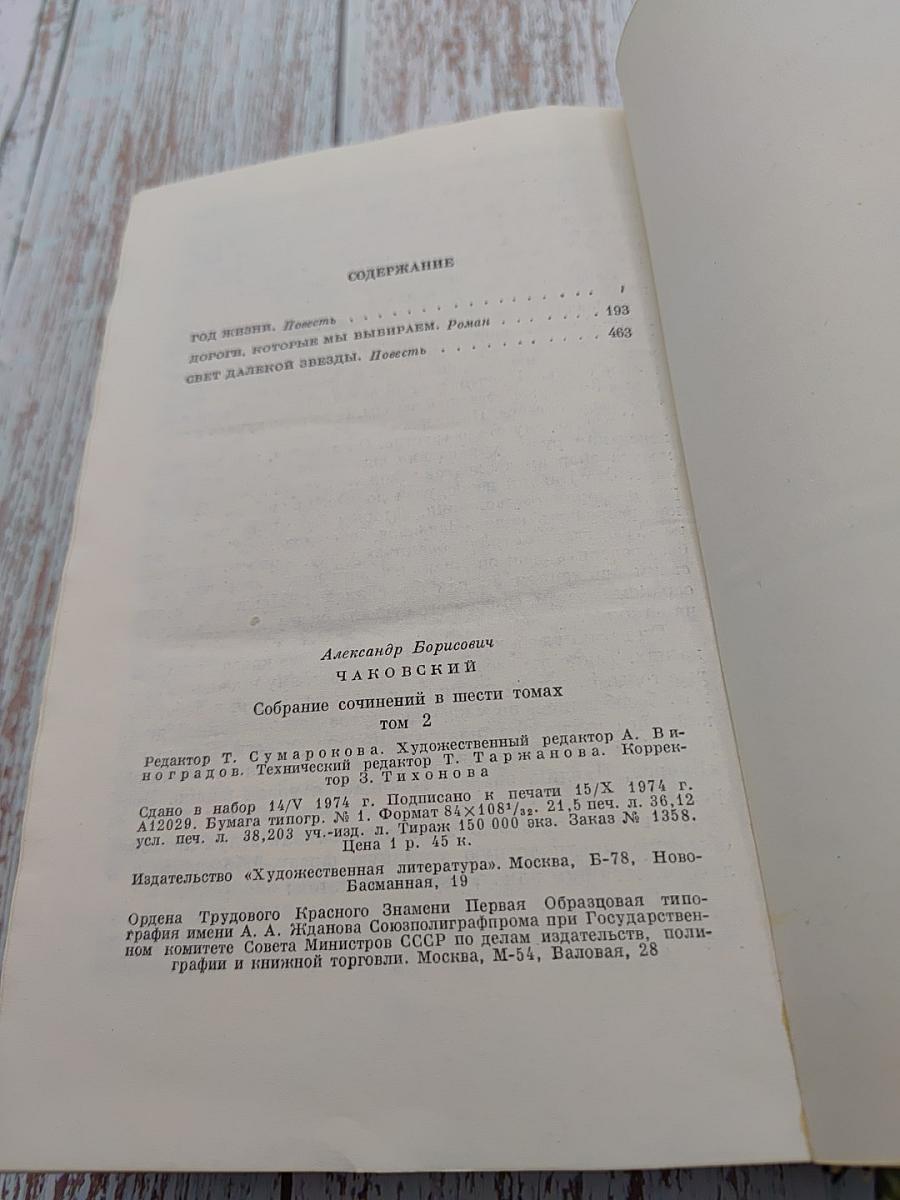 СОДЕРЖАНИЕ
ГОД ЖИЗНИ. Повесть . . . . . . . . . . . . . . . .
ДОРОГИ, КОТОРЫЕ МЫ ВЫБИРАЕМ. Роман . . . . . . . 193
СВЕТ ДАЛЕКОЙ ЗВЕЗДЫ. Повесть . . . . . . . . . . 463
Александр Борисович
ЧАКОВСКИЙ
Собрание сочинений в шести томах
том 2
Редактор Т. Сумарокова. Художественный редактор А. Ви-
ноградов. Технический редактор Т. Таржанова. Коррек-
тор З. Тихонова
Сдано в набор 14/V 1974 г. Подписано к печати 15/X 1974 г.
А12029. Бумага типогр. № 1. Формат 84×108¹/₃₂. 21,5 печ. л. 36,12
усл. печ. л. 38,203 уч.-изд. л. Тираж 150 000 экз. Заказ № 1358.
Цена 1 р. 45 к.
Издательство «Художественная литература». Москва, Б-78, Ново-
Басманная, 19
Ордена Трудового Красного Знамени Первая Образцовая типо-
графия имени А. А. Жданова Союзполиграфпрома при Государствен-
ном комитете Совета Министров СССР по делам издательств, поли-
графии и книжной торговли. Москва, М-54, Валовая, 28